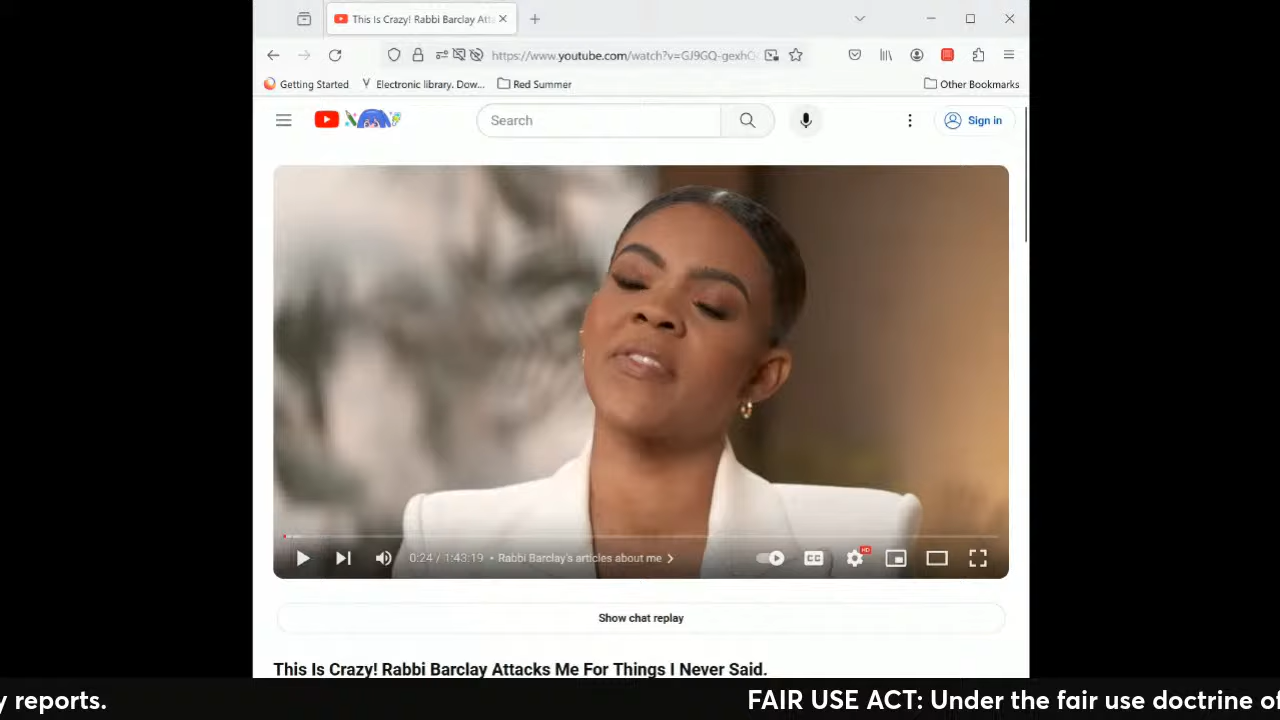 This Is Crazy! Rabbi Barclay Att
https://www.youtube.com/watch?v=GJ9GQ-gexh
Getting Started
Electronic library. Dow...
Red Summer
Other Bookmarks
Search
Sign in
0:24 / 1:43:19 • Rabbi Barclay's articles about me
CC
HD
Show chat replay
This Is Crazy! Rabbi Barclay Attacks Me For Things I Never Said.
y reports.
FAIR USE ACT: Under the fair use doctrine of